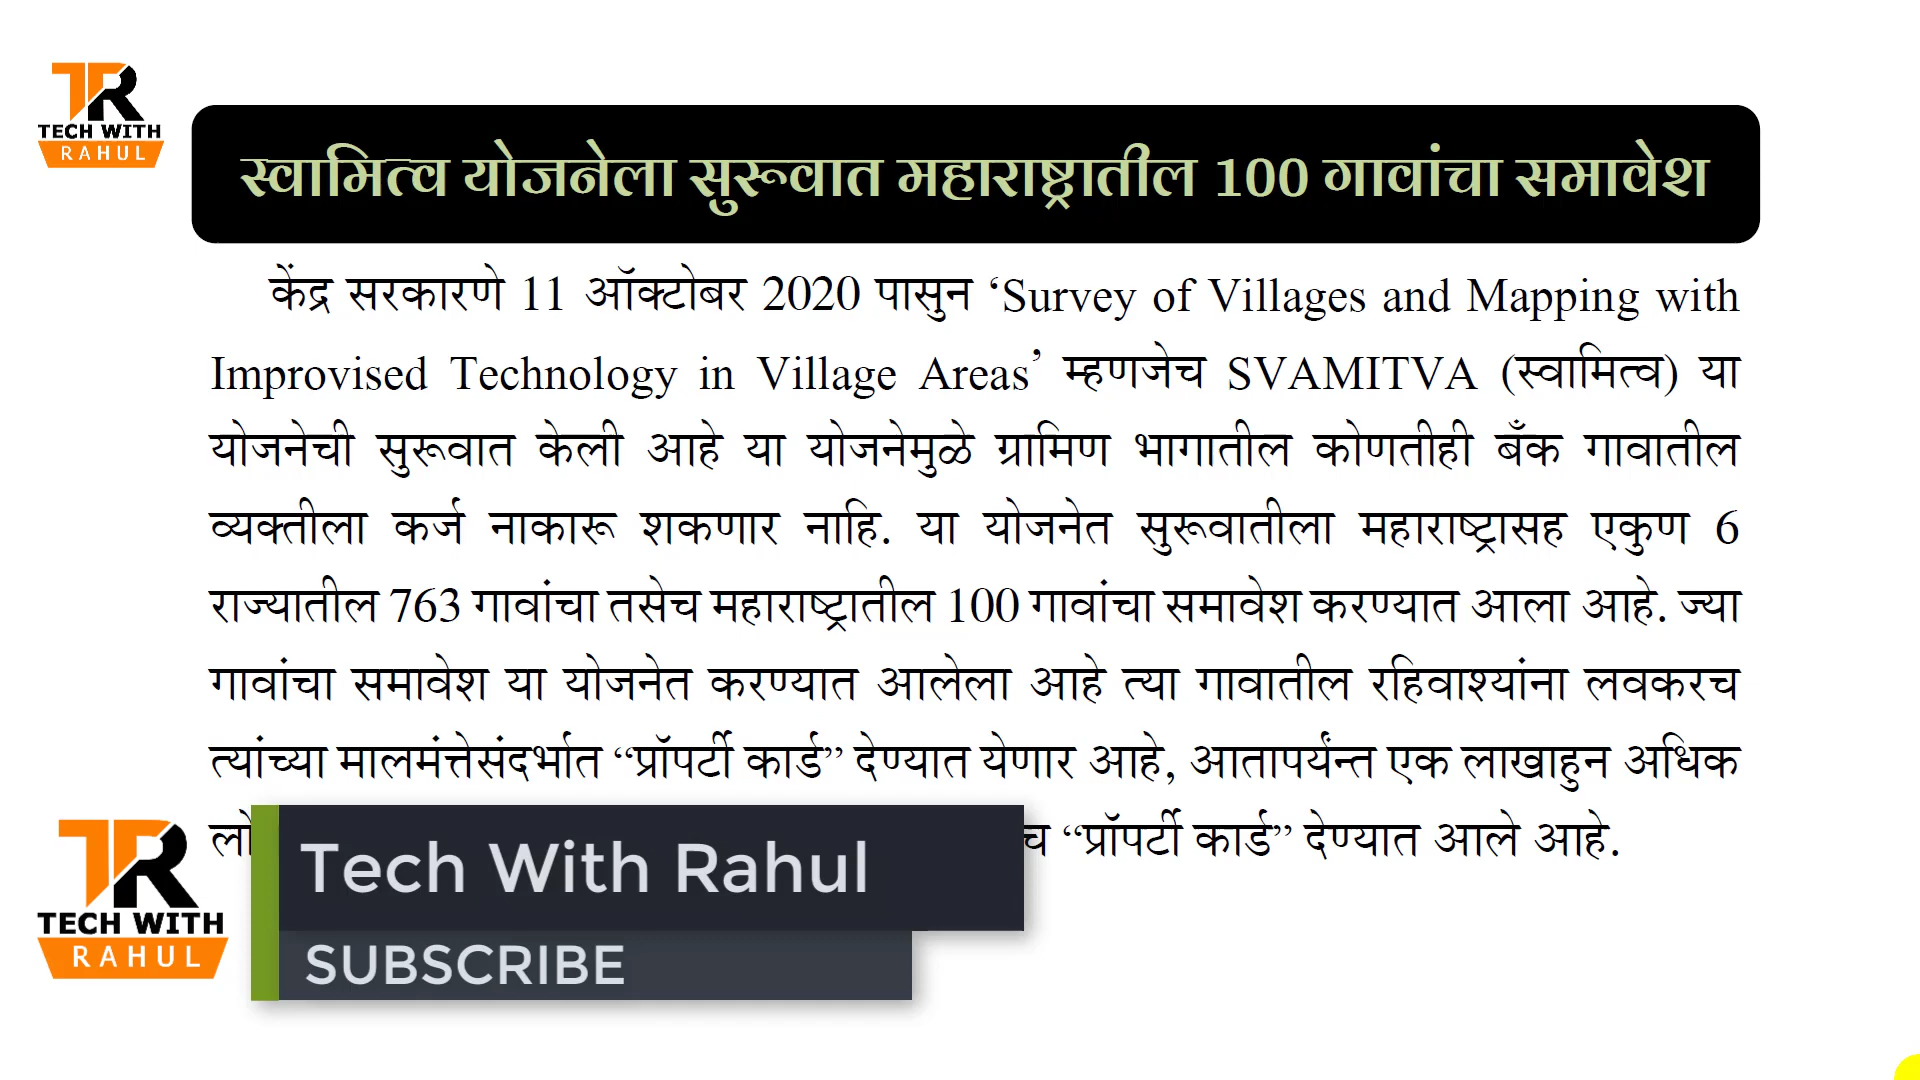 TR
TECH WITH
RAHUL
स्वामित्व योजनेला सुरूवात महाराष्ट्रातील 100 गावांचा समावेश
केंद्र सरकारणे 11 ऑक्टोबर 2020 पासुन ‘Survey of Villages and Mapping with
Improvised Technology in Village Areas’ म्हणजेच SVAMITVA (स्वामित्व) या
योजनेची सुरूवात केली आहे या योजनेमुळे ग्रामिण भागातील कोणतीही बँक गावातील
व्यक्तीला कर्ज नाकारू शकणार नाहि. या योजनेत सुरूवातीला महाराष्ट्रासह एकुण 6
राज्यातील 763 गावांचा तसेच महाराष्ट्रातील 100 गावांचा समावेश करण्यात आला आहे. ज्या
गावांचा समावेश या योजनेत करण्यात आलेला आहे त्या गावातील रहिवाश्यांना लवकरच
त्यांच्या मालमंत्तेसंदर्भात “प्रॉपर्टी कार्ड” देण्यात येणार आहे, आतापर्यंन्त एक लाखाहुन अधिक
“प्रॉपर्टी कार्ड” देण्यात आले आहे.
TR
TECH WITH
RAHUL
Tech With Rahul
SUBSCRIBE